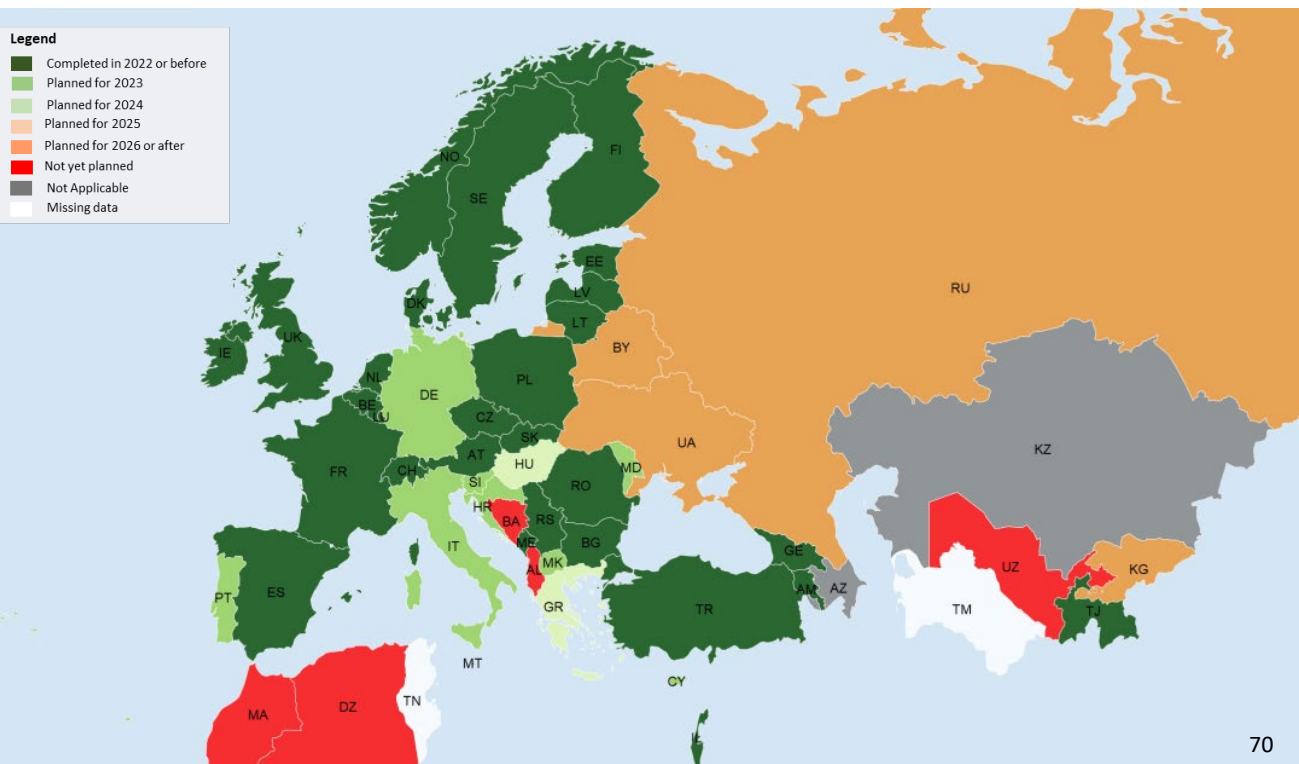 Legend
Completed in 2022 or before
Planned for 2023
Planned for 2024
Planned for 2025
Planned for 2026 or after
Not yet planned
Not Applicable
Missing data
NO
FI
SE
EE
LV
DK
LT
RU
UK
IE
BY
NL
PL
DE
BE
LU
CZ
SK
UA
KZ
AT
FR
CH
HU
MD
SI
RO
HR
BA
RS
IT
ME
BG
GE
AL
MK
UZ
KG
PT
ES
GR
TR
AM
AZ
TM
TJ
MT
CY
MA
DZ
TN
IL
70